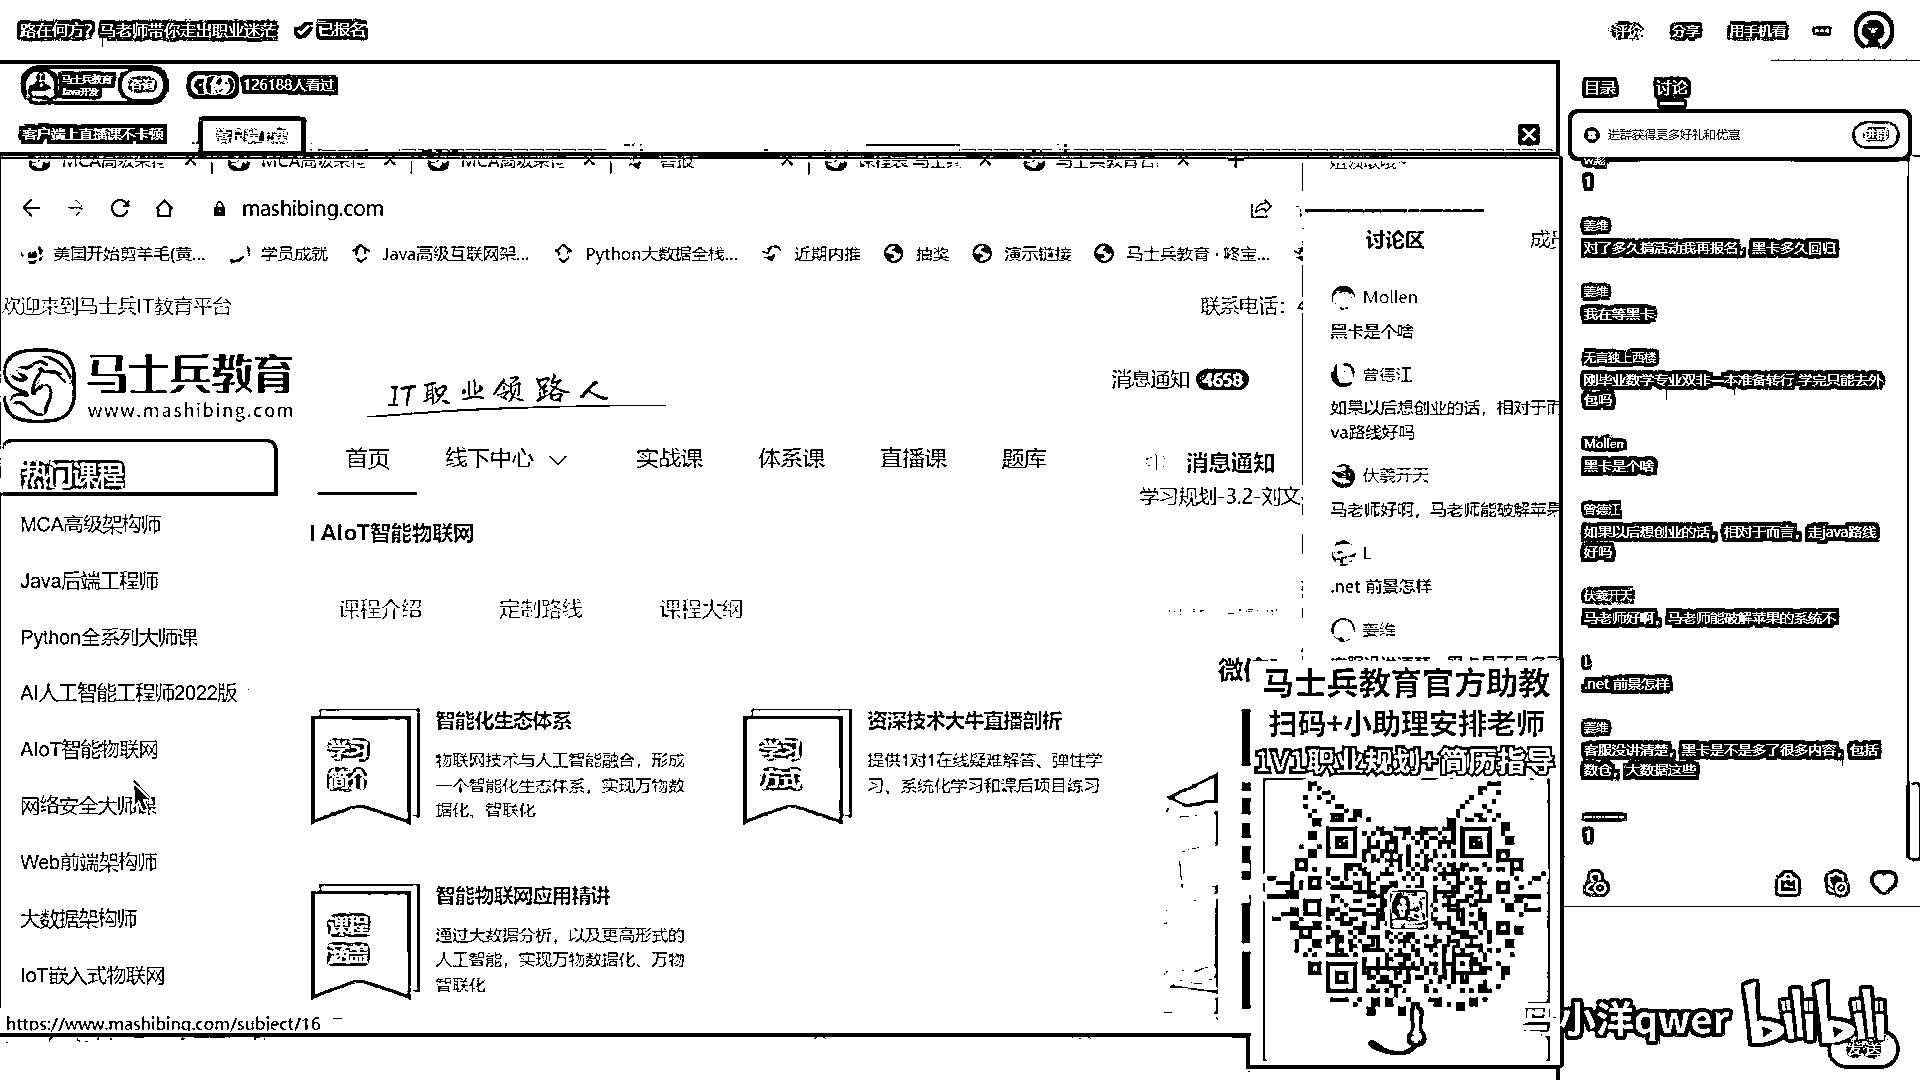 路在何方? 马老师带你走出职业迷茫 已报名
评价 分享 用手机看
马士兵教育
Java开发
咨询
126188人看过
客户端上直播课不卡顿
目录 讨论
进群获得更多好礼和优惠 进群
MCA高级架构 MCA高级架构 MCA高级架构 课程表 马士兵 马士兵教育官
mashibing.com
美国开始剪羊毛(黄... 学员成就 Java高级互联网架... Python大数据全栈... 近期内推 抽奖 演示链接 马士兵教育 · 咚宝...
欢迎来到马士兵IT教育平台
联系电话：
马士兵教育
www.mashibing.com
IT职业领路人
消息通知 4658
热门课程
首页 线下中心 实战课 体系课 直播课 题库
消息通知
学习规划-3.2-刘文
MCA高级架构师
Java后端工程师
Python全系列大师课
AI人工智能工程师2022版
AIoT智能物联网
网络安全大师课
Web前端架构师
大数据架构师
IoT嵌入式物联网
AIoT智能物联网
课程介绍 定制路线 课程大纲
学习
简介
智能化生态体系
物联网技术与人工智能融合，形成
一个智能化生态体系，实现万物数
据化、智联化
学习
方式
资深技术大牛直播剖析
提供1对1在线疑难解答、弹性学
习、系统化学习和课后项目练习
课程
涵盖
智能物联网应用精讲
通过大数据分析，以及更高形式的
人工智能，实现万物数据化、万物
智联化
https://www.mashibing.com/subject/16
讨论区
Mollen
黑卡是个啥
曾德江
如果以后想创业的话，相对于而
va路线好吗
伏羲开天
马老师好啊，马老师能破解苹果
L
.net 前景怎样
姜维
马士兵教育官方助教
扫码+小助理安排老师
1V1职业规划+简历指导
1
姜维
对了多久搞活动我再报名，黑卡多久回归
姜维
我在等黑卡
无言独上西楼
刚毕业数学专业双非一本准备转行 学完只能去外
包吗
Mollen
黑卡是个啥
曾德江
如果以后想创业的话，相对于而言，走java路线
好吗
伏羲开天
马老师好啊，马老师能破解苹果的系统不
L
.net 前景怎样
姜维
客服没讲清楚，黑卡是不是多了很多内容，包括
数仓，大数据这些
小洋qwer
bilibili
发送